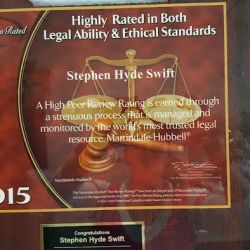 Rated
Highly Rated in Both
Legal Ability & Ethical Standards
Stephen Hyde Swift
A High Peer Review Rating is earned through
a strenuous process that is managed and
monitored by the world's most trusted legal
resource. Martindale-Hubbell®
Martindale-Hubbell
015
Congratulations
Stephen Hyde Swift